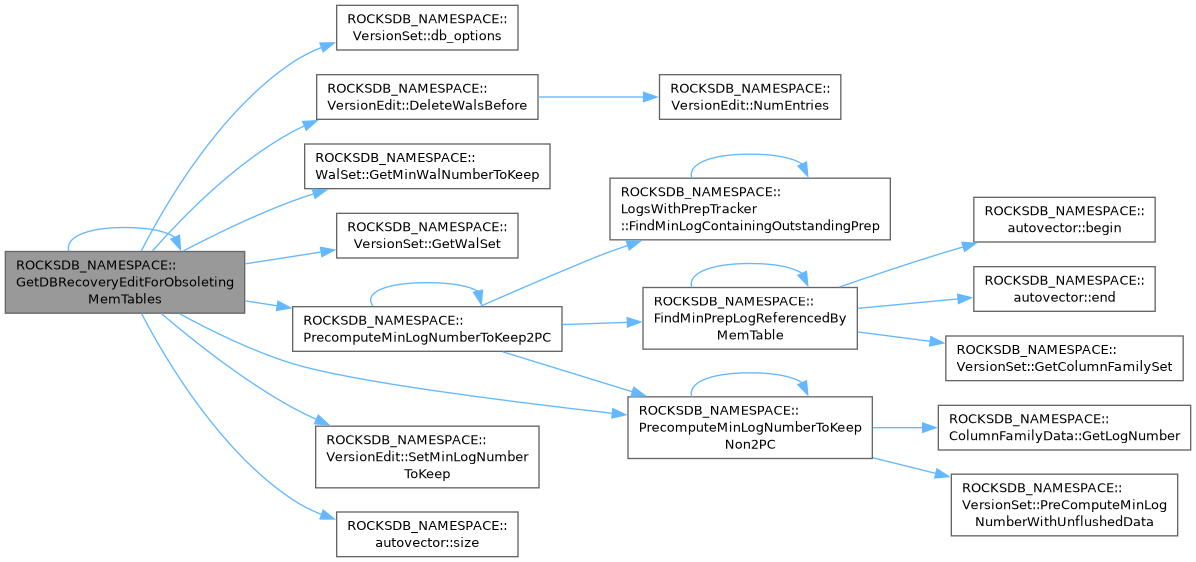 ROCKSDB_NAMESPACE::
GetDBRecoveryEditForObsoleting
MemTables
ROCKSDB_NAMESPACE::
VersionSet::db_options
ROCKSDB_NAMESPACE::
VersionEdit::DeleteWalsBefore
ROCKSDB_NAMESPACE::
VersionEdit::NumEntries
ROCKSDB_NAMESPACE::
WalSet::GetMinWalNumberToKeep
ROCKSDB_NAMESPACE::
VersionSet::GetWalSet
ROCKSDB_NAMESPACE::
PrecomputeMinLogNumberToKeep2PC
ROCKSDB_NAMESPACE::
LogsWithPrepTracker
::FindMinLogContainingOutstandingPrep
ROCKSDB_NAMESPACE::
FindMinPrepLogReferencedBy
MemTable
ROCKSDB_NAMESPACE::
autovector::begin
ROCKSDB_NAMESPACE::
autovector::end
ROCKSDB_NAMESPACE::
VersionSet::GetColumnFamilySet
ROCKSDB_NAMESPACE::
PrecomputeMinLogNumberToKeep
Non2PC
ROCKSDB_NAMESPACE::
ColumnFamilyData::GetLogNumber
ROCKSDB_NAMESPACE::
VersionSet::PreComputeMinLog
NumberWithUnflushedData
ROCKSDB_NAMESPACE::
VersionEdit::SetMinLogNumber
ToKeep
ROCKSDB_NAMESPACE::
autovector::size